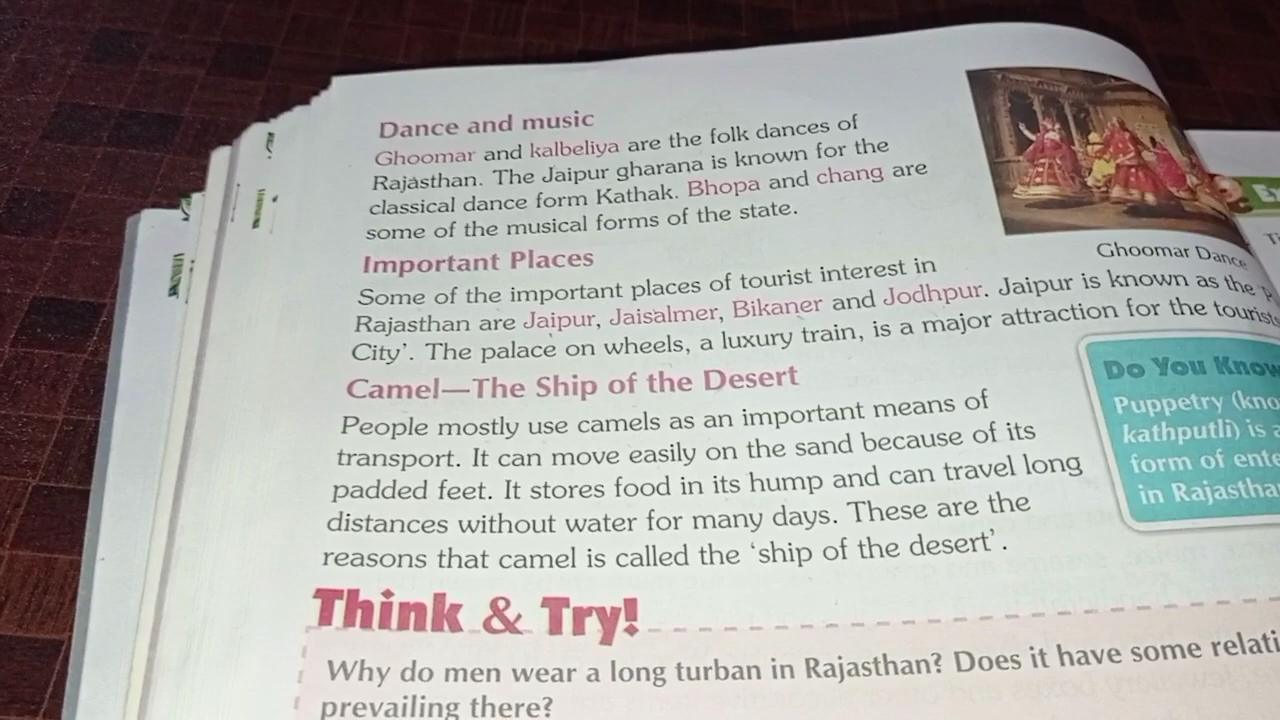 Dance and music
Ghoomar and kalbeliya are the folk dances of
Rajasthan. The Jaipur gharana is known for the
classical dance form Kathak. Bhopa and chang are
some of the musical forms of the state.
Ghoomar Dance
Important Places
Some of the important places of tourist interest in
Rajasthan are Jaipur, Jaisalmer, Bikaner and Jodhpur. Jaipur is known as the
City'. The palace on wheels, a luxury train, is a major attraction for the tourists
Camel—The Ship of the Desert
People mostly use camels as an important means of
transport. It can move easily on the sand because of its
padded feet. It stores food in its hump and can travel long
distances without water for many days. These are the
reasons that camel is called the 'ship of the desert'.
Do You Know
Puppetry
kathputli) is
form of
in
Think & Try!
Why do men wear a long turban in Rajasthan? Does it have some
prevailing there?